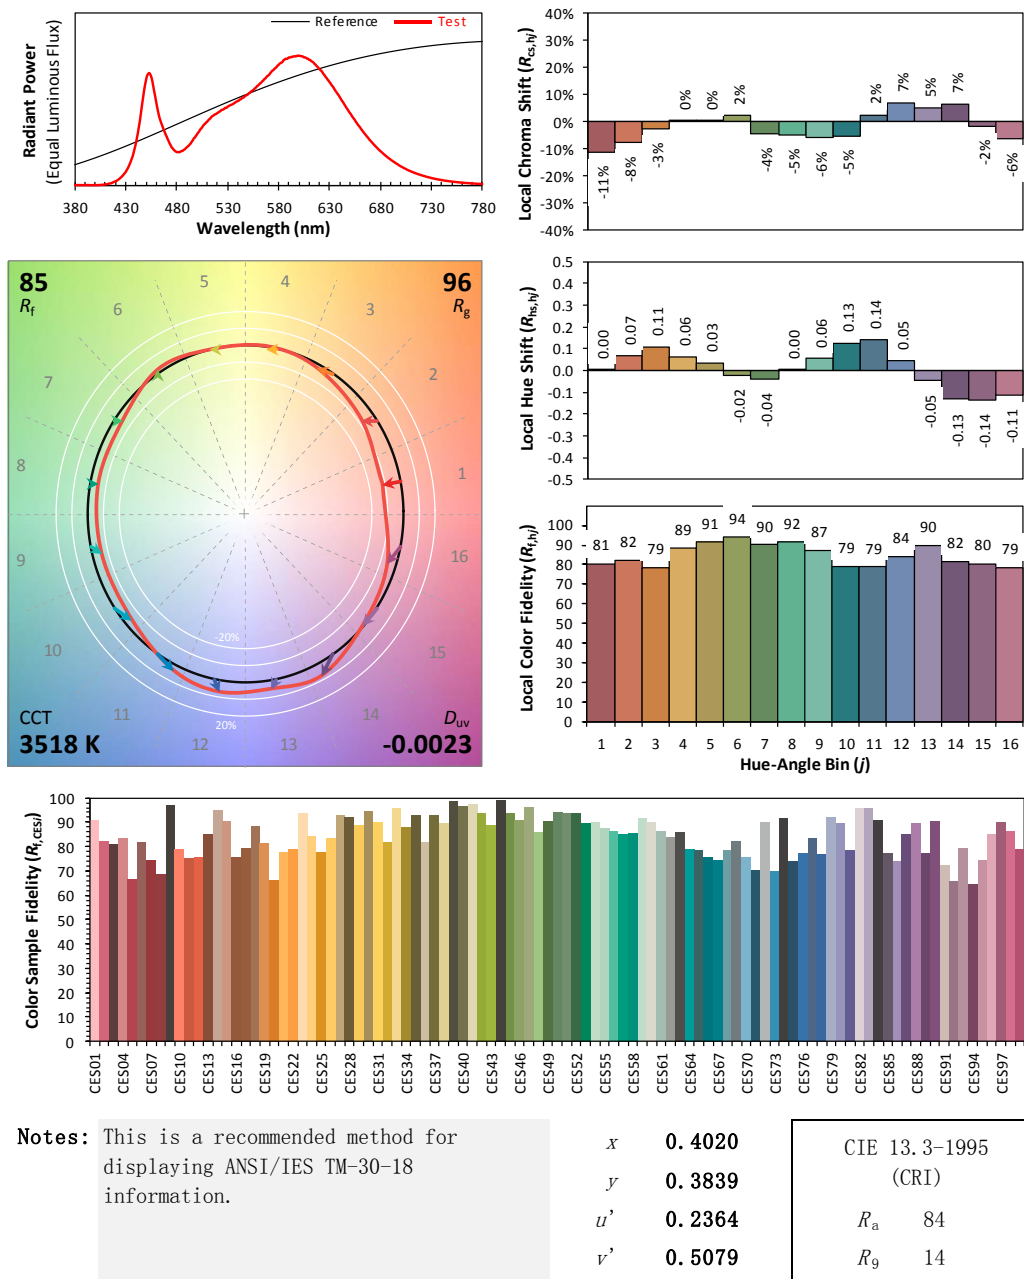 Reference
Test
Radiant Power
(Equal Luminous Flux)
380 430 480 530 580 630 680 730 780
Wavelength (nm)
Local Chroma Shift (Rcs,hj)
40%
30%
20%
10%
0%
-10%
-20%
-30%
-40%
-11% -8% -3% 0% 0% 2% -4% -5% -6% -5% 2% 7% 5% 7% -2% -6%
85
Rf
96
Rg
5 4
6 3
7 2
8 1
9 16
10 15
11 14
12 13
-20%
20%
CCT
3518 K
Duv
-0.0023
Local Hue Shift (Rhs,hj)
0.5
0.4
0.3
0.2
0.1
0.0
-0.1
-0.2
-0.3
-0.4
-0.5
0.00 0.07 0.11 0.06 0.03 -0.02 -0.04 0.00 0.06 0.13 0.14 0.05 -0.05 -0.13 -0.14 -0.11
Local Color Fidelity (Rf,hj)
100
90
80
70
60
50
40
30
20
10
0
81 82 79 89 91 94 90 92 87 79 79 84 90 82 80 79
1 2 3 4 5 6 7 8 9 10 11 12 13 14 15 16
Hue-Angle Bin (j)
Color Sample Fidelity (Rf,CESi)
100
90
80
70
60
50
40
30
20
10
0
CES01 CES04 CES07 CES10 CES13 CES16 CES19 CES22 CES25 CES28 CES31 CES34 CES37 CES40 CES43 CES46 CES49 CES52 CES55 CES58 CES61 CES64 CES67 CES70 CES73 CES76 CES79 CES82 CES85 CES88 CES91 CES94 CES97
Notes: This is a recommended method for
displaying ANSI/IES TM-30-18
information.
x 0.4020
y 0.3839
u' 0.2364
v' 0.5079
CIE 13.3-1995
(CRI)
Ra 84
R9 14